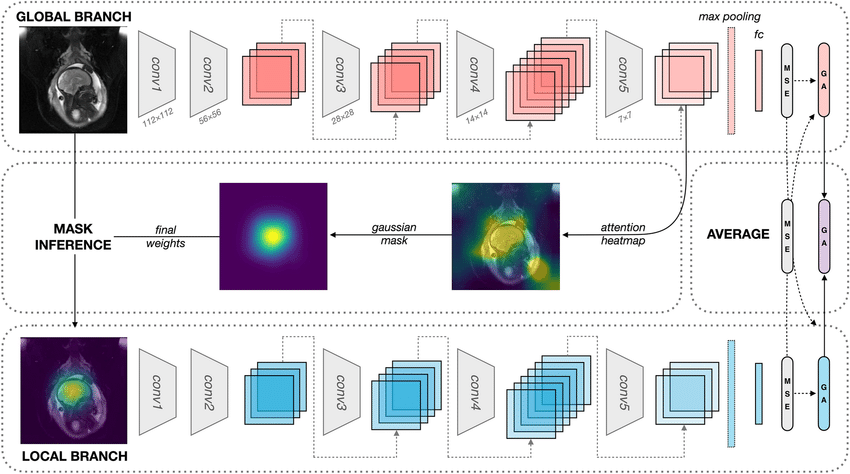 GLOBAL BRANCH
conv1
112×112
conv2
56×56
conv3
28×28
conv4
14×14
conv5
7×7
max pooling
fc
MSE
GA
MASK
INFERENCE
final
weights
gaussian
mask
attention
heatmap
AVERAGE
MSE
GA
conv1
conv2
conv3
conv4
conv5
MSE
GA
LOCAL BRANCH